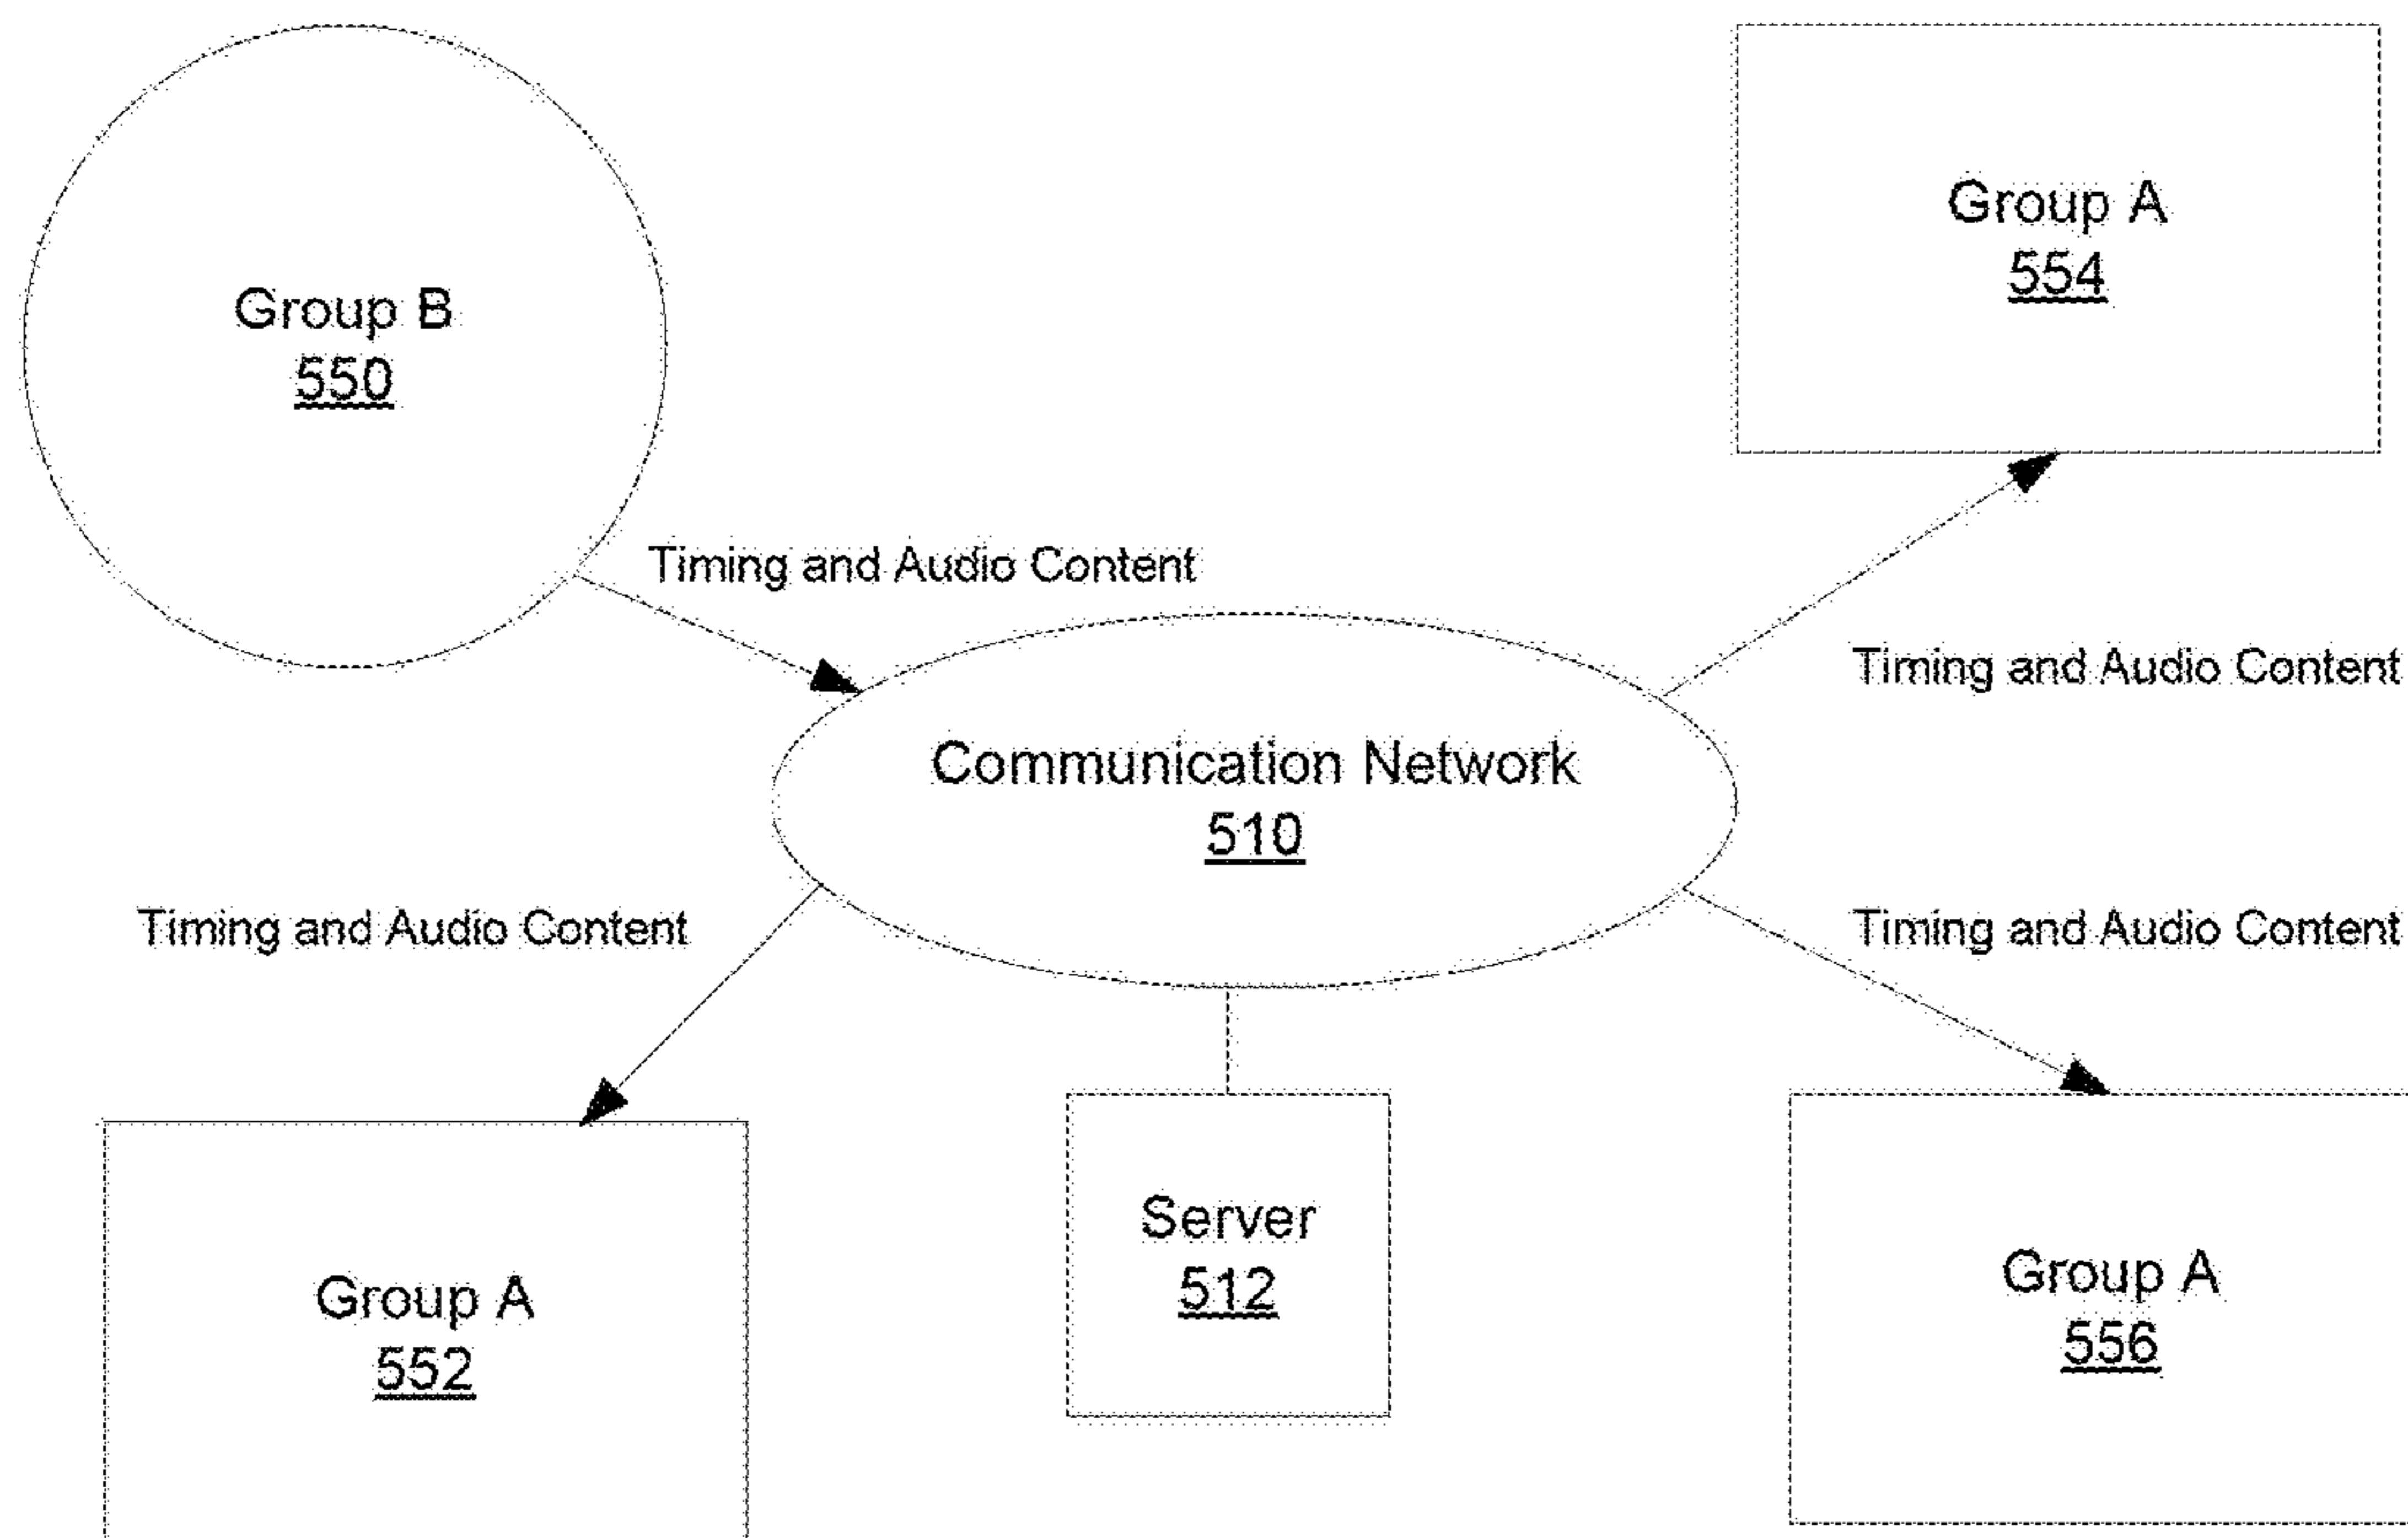 Group B
550
Group A
554
Timing and Audio Content
Timing and Audio Content
Communication Network
510
Timing and Audio Content
Timing and Audio Content
Server
512
Group A
552
Group A
556